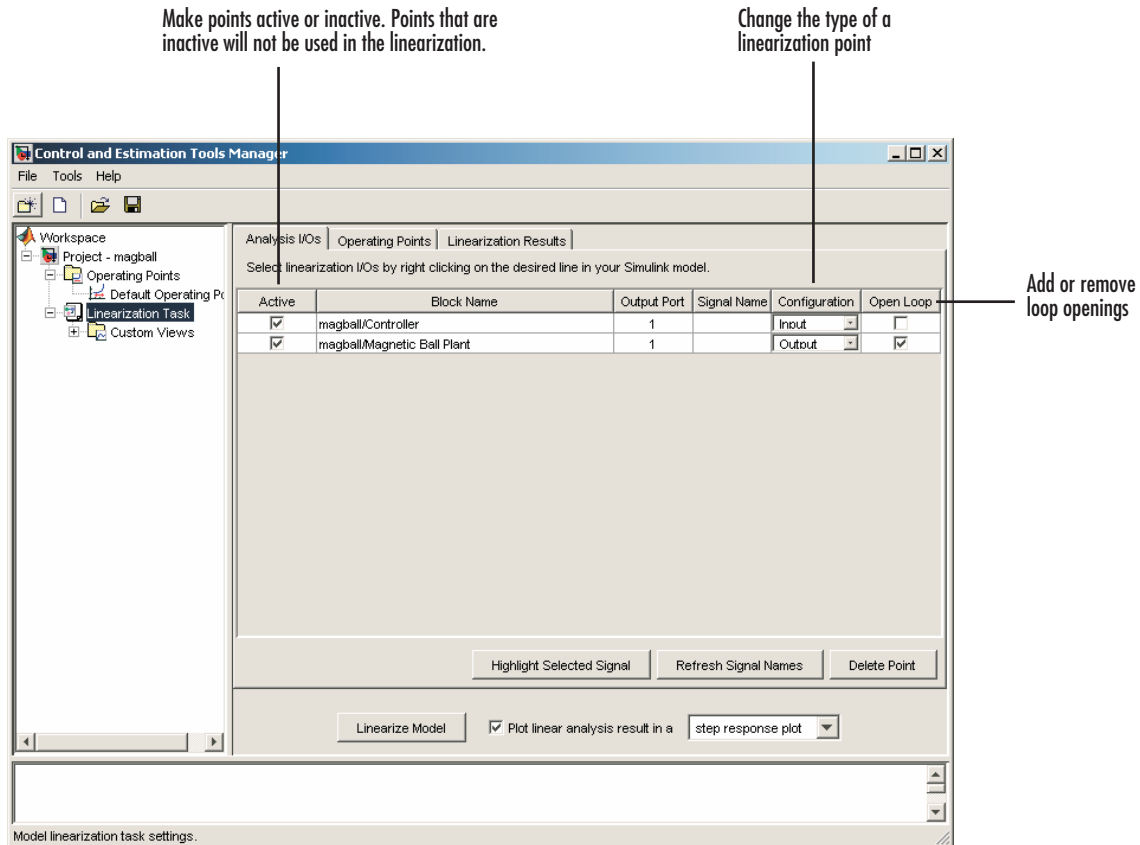 Make points active or inactive. Points that are
inactive will not be used in the linearization.
Change the type of a
linearization point
Control and Estimation Tools Manager
File Tools Help
Workspace
Project - magball
Operating Points
Default Operating Po
Linearization Task
Custom Views
Analysis I/Os Operating Points Linearization Results
Select linearization I/Os by right clicking on the desired line in your Simulink model.
Active Block Name Output Port Signal Name Configuration Open Loop
magball/Controller 1 Input
magball/Magnetic Ball Plant 1 Output
Add or remove
loop openings
Highlight Selected Signal Refresh Signal Names Delete Point
Linearize Model Plot linear analysis result in a step response plot
Model linearization task settings.